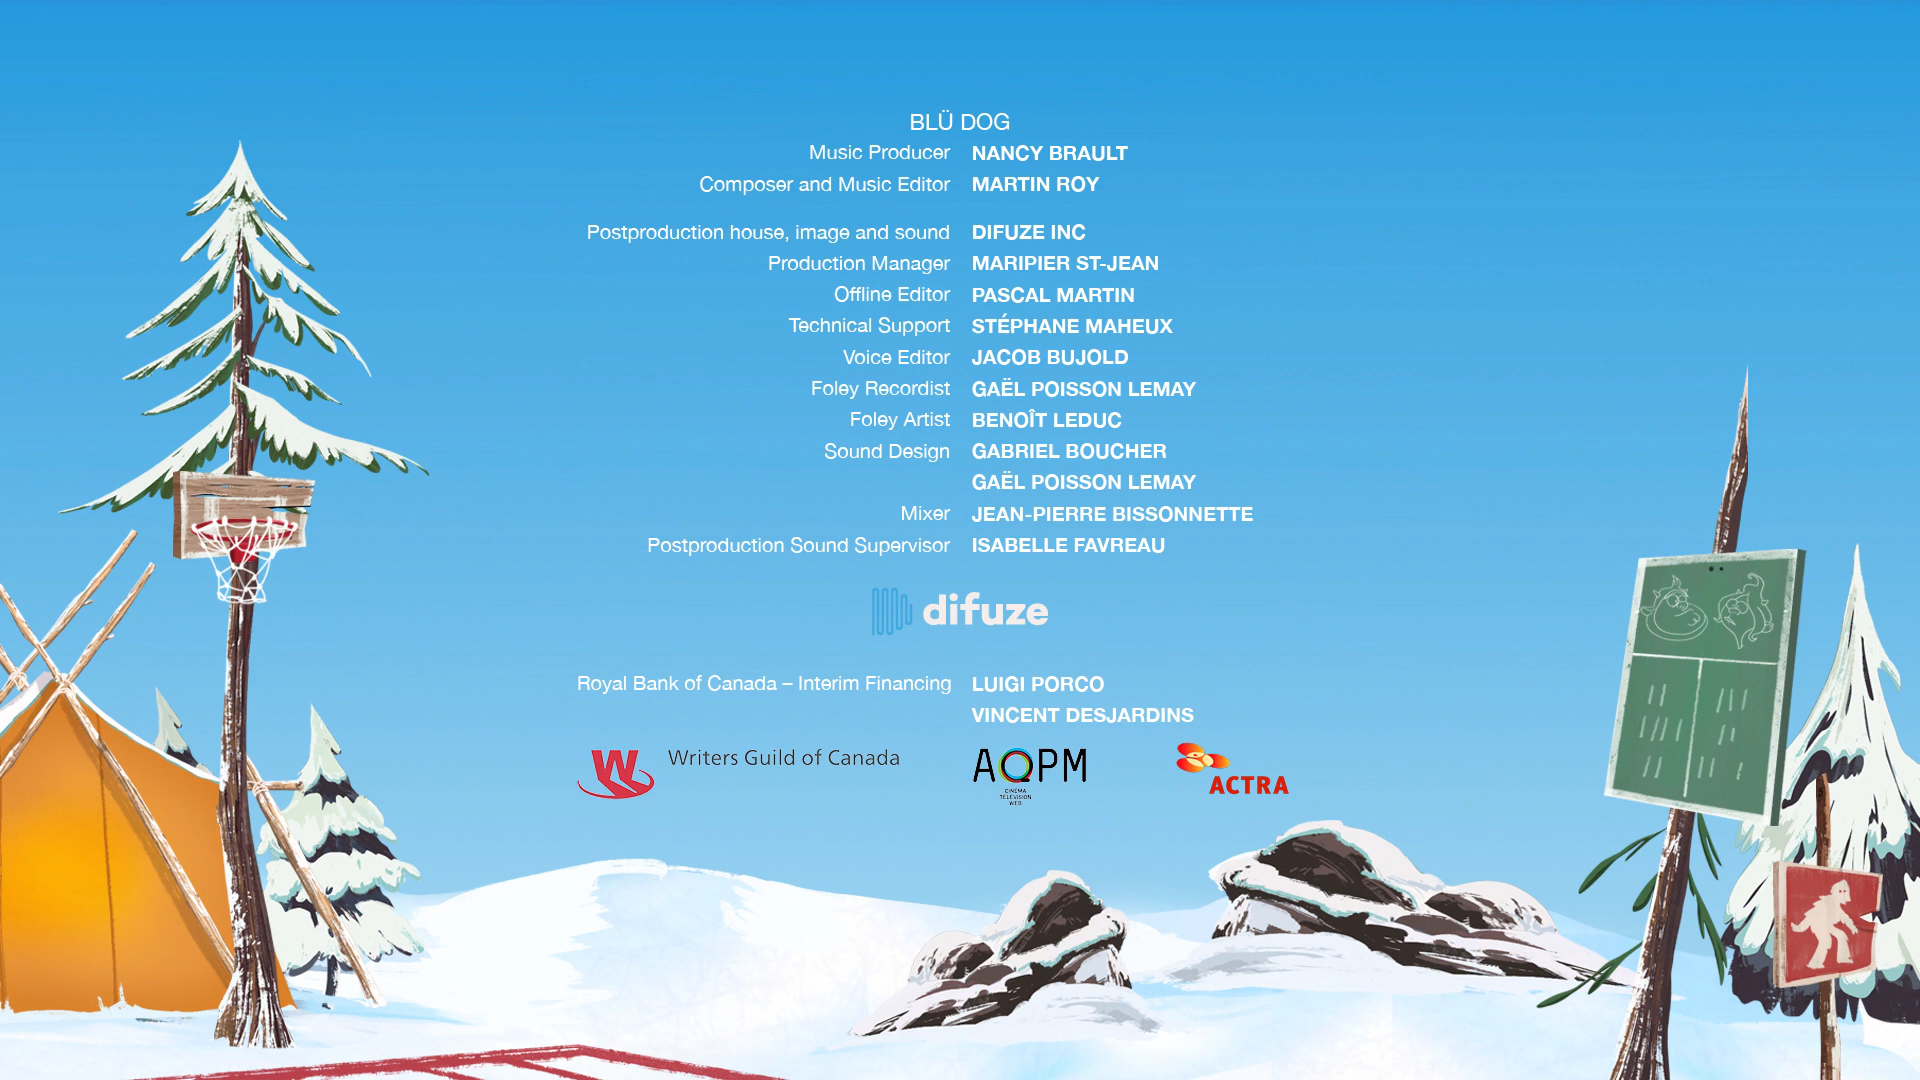 BLÜ DOG
Music Producer NANCY BRAULT
Composer and Music Editor MARTIN ROY
Postproduction house, image and sound DIFUZE INC
Production Manager MARIPIER ST-JEAN
Offline Editor PASCAL MARTIN
Technical Support STÉPHANE MAHEUX
Voice Editor JACOB BUJOLD
Foley Recordist GAËL POISSON LEMAY
Foley Artist BENOÎT LEDUC
Sound Design GABRIEL BOUCHER
GAËL POISSON LEMAY
Mixer JEAN-PIERRE BISSONNETTE
Postproduction Sound Supervisor ISABELLE FAVREAU
difuze
Royal Bank of Canada – Interim Financing LUIGI PORCO
VINCENT DESJARDINS
Writers Guild of Canada
AQPM
CINÉMA
TÉLÉVISION
WEB
ACTRA